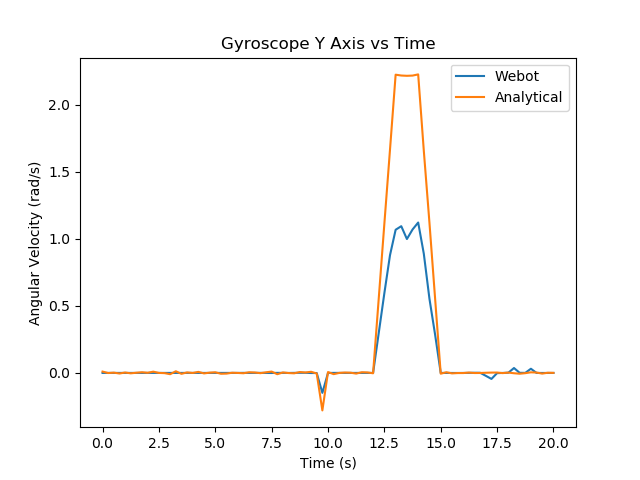 Gyroscope Y Axis vs Time
Webot
Analytical
Angular Velocity (rad/s)
2.0
1.5
1.0
0.5
0.0
0.0 2.5 5.0 7.5 10.0 12.5 15.0 17.5 20.0
Time (s)